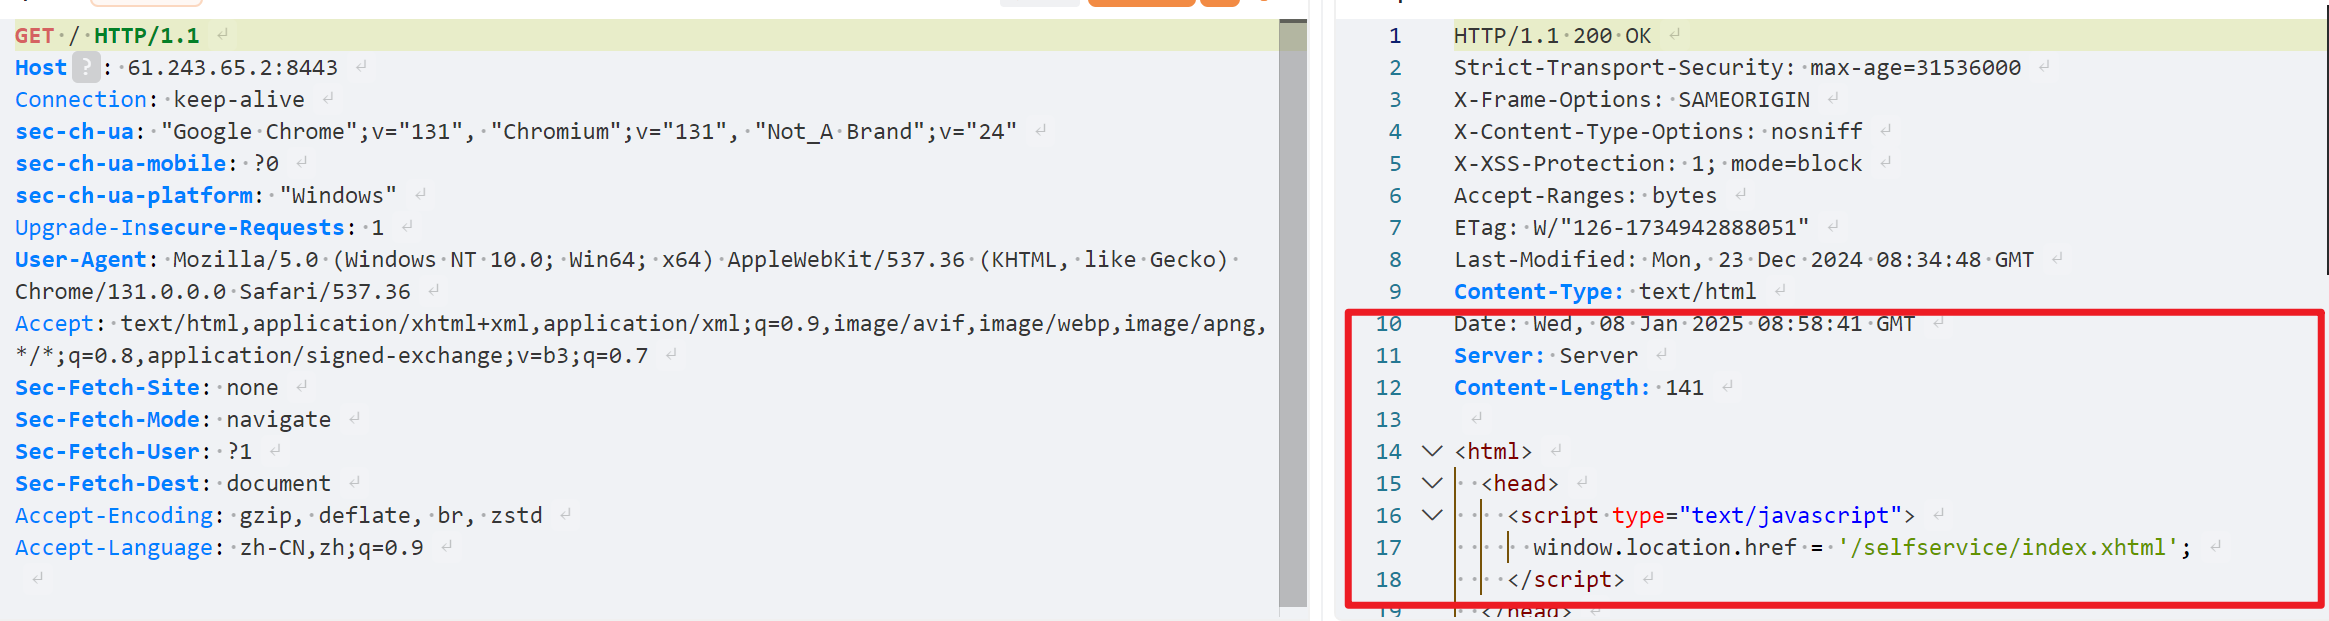 GET / HTTP/1.1
Host ? : 61.243.65.2:8443
Connection: keep-alive
sec-ch-ua: "Google Chrome";v="131", "Chromium";v="131", "Not_A Brand";v="24"
sec-ch-ua-mobile: ?0
sec-ch-ua-platform: "Windows"
Upgrade-Insecure-Requests: 1
User-Agent: Mozilla/5.0 (Windows NT 10.0; Win64; x64) AppleWebKit/537.36 (KHTML, like Gecko)
Chrome/131.0.0.0 Safari/537.36
Accept: text/html,application/xhtml+xml,application/xml;q=0.9,image/avif,image/webp,image/apng,
*/*;q=0.8,application/signed-exchange;v=b3;q=0.7
Sec-Fetch-Site: none
Sec-Fetch-Mode: navigate
Sec-Fetch-User: ?1
Sec-Fetch-Dest: document
Accept-Encoding: gzip, deflate, br, zstd
Accept-Language: zh-CN,zh;q=0.9
1 HTTP/1.1 200 OK
2 Strict-Transport-Security: max-age=31536000
3 X-Frame-Options: SAMEORIGIN
4 X-Content-Type-Options: nosniff
5 X-XSS-Protection: 1; mode=block
6 Accept-Ranges: bytes
7 ETag: W/"126-1734942888051"
8 Last-Modified: Mon, 23 Dec 2024 08:34:48 GMT
9 Content-Type: text/html
10 Date: Wed, 08 Jan 2025 08:58:41 GMT
11 Server: Server
12 Content-Length: 141
13
14 <html>
15 <head>
16 <script type="text/javascript">
17 window.location.href = '/selfservice/index.xhtml';
18 </script>
19 </head>